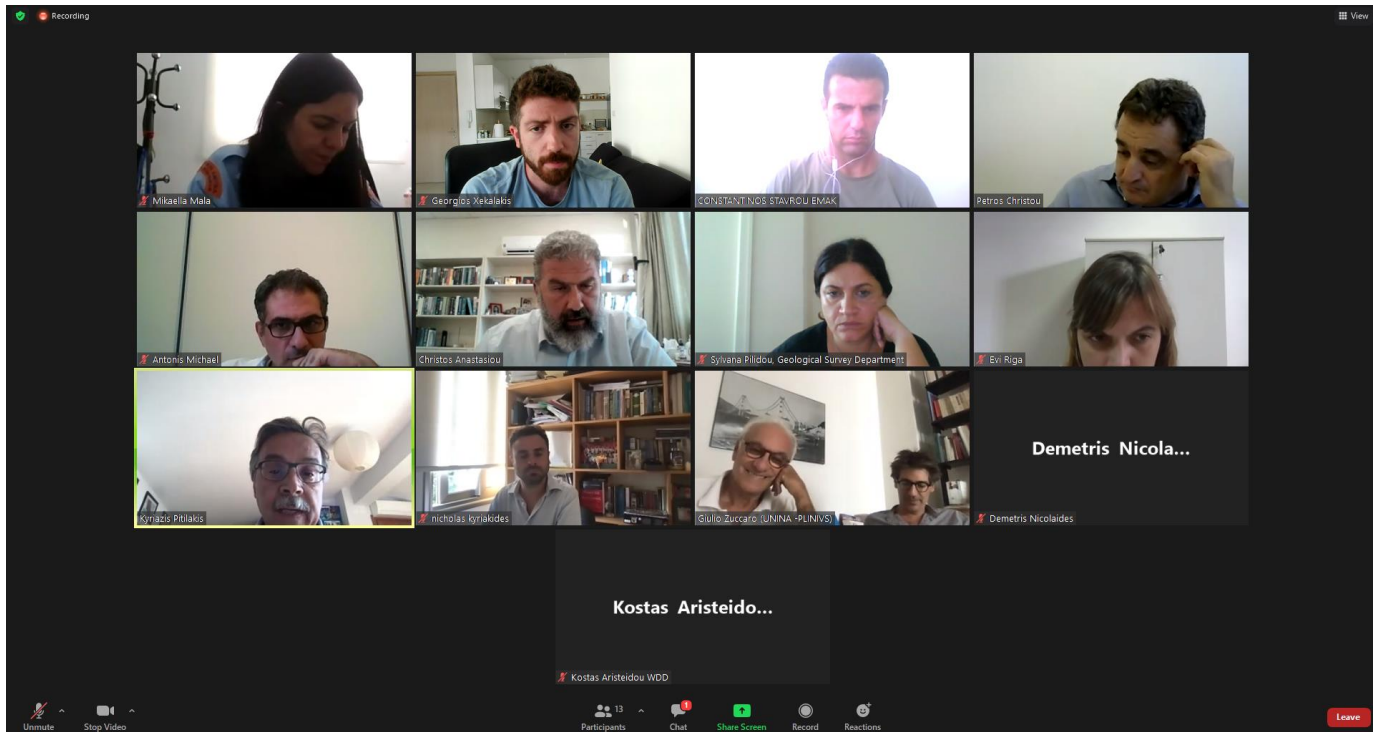 Recording
View
Mikaella Mala
Georgios Xekalakis
CONSTANT NOS STAVROU EMAK
Petros Christou
Antonis Michael
Christos Anastasiou
Sylvana Pilidou, Geological Survey Department
Evi Riga
Kyriazis Pitilakis
nicholas kyriakides
Giulio Zuccaro (UNINA -PLINIVS)
Demetris Nicola...
Demetris Nicolaides
Kostas Aristeido...
Kostas Aristeidou WDD
Unmute
Stop Video
13
Participants
1
Chat
Share Screen
Record
Reactions
Leave